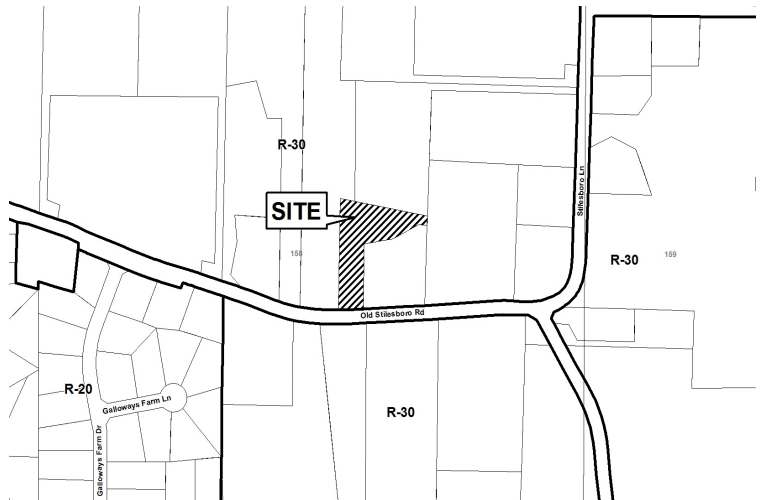 R-30
SITE
158
Stilesboro Ln
R-30
159
Old Stilesboro Rd
R-20
Galloways Farm Ln
R-30
Galloways Farm Dr